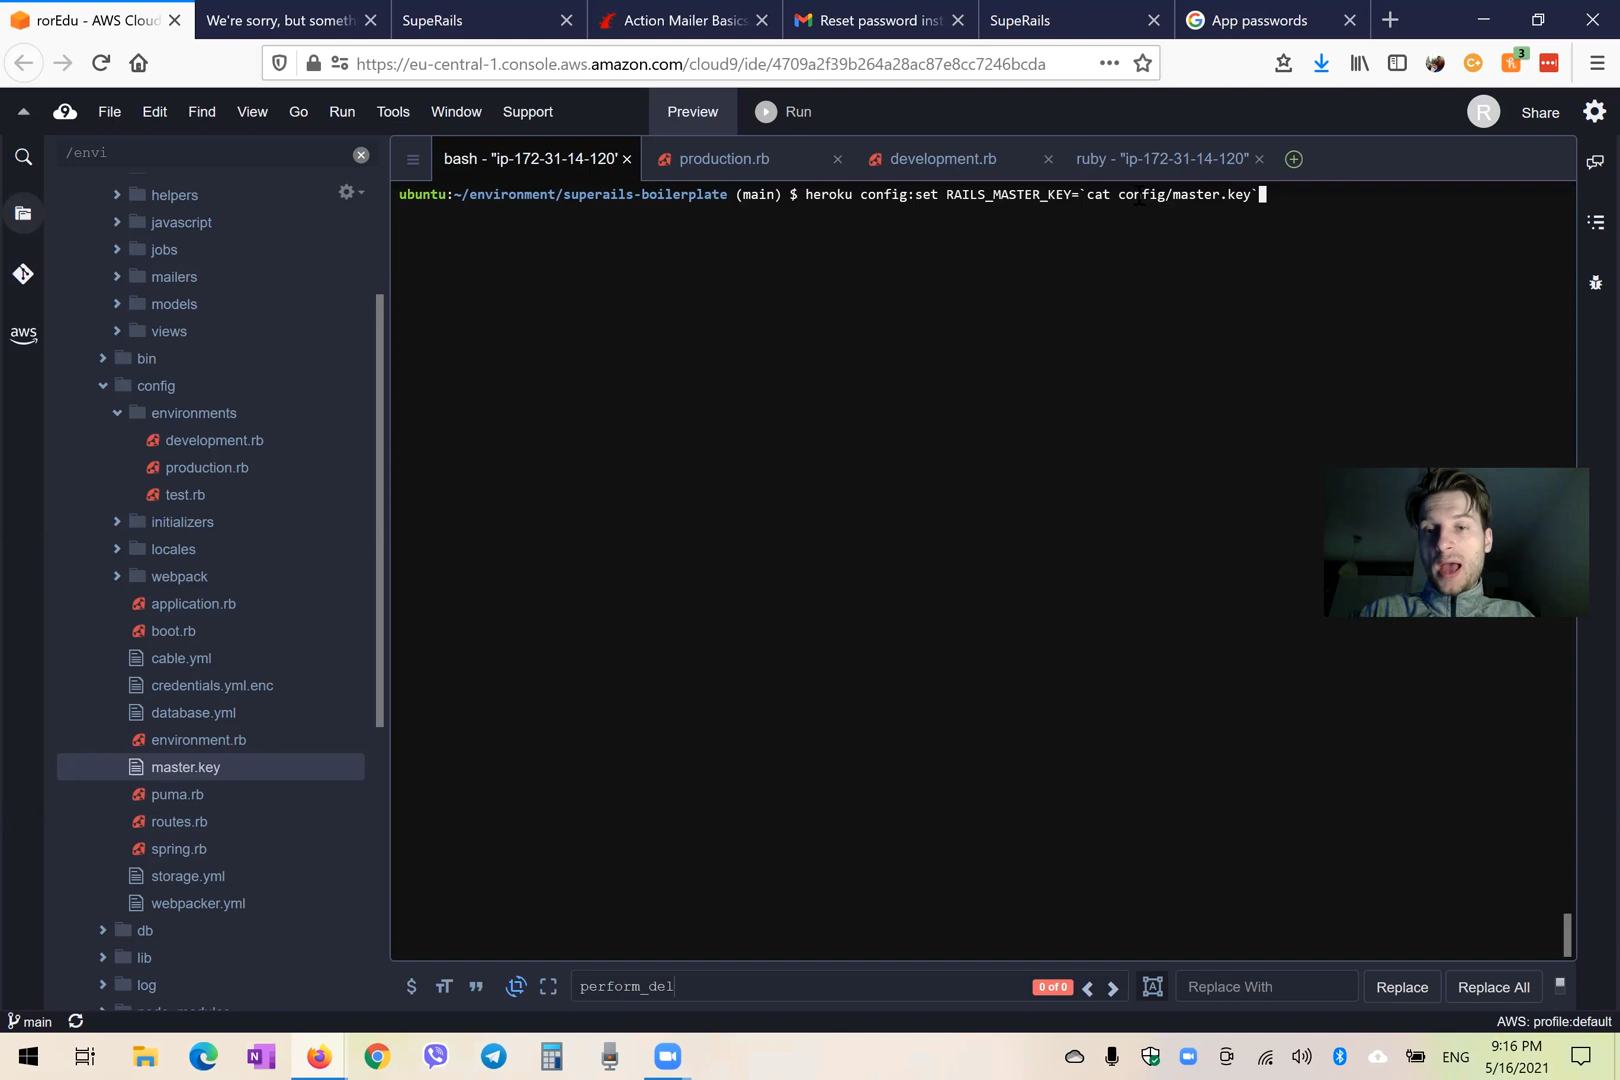 rorEdu - AWS Cloud
We're sorry, but someth
SupeRails
Action Mailer Basics
Reset password inst
SupeRails
App passwords
https://eu-central-1.console.aws.amazon.com/cloud9/ide/4709a2f39b264a28ac87e8cc7246bcda
3
File Edit Find View Go Run Tools Window Support
Preview
Run
R
Share
/envi
bash - "ip-172-31-14-120'
production.rb
development.rb
ruby - "ip-172-31-14-120"
ubuntu:~/environment/superails-boilerplate (main) $ heroku config:set RAILS_MASTER_KEY=`cat config/master.key`
aws
helpers
javascript
jobs
mailers
models
views
bin
config
environments
development.rb
production.rb
test.rb
initializers
locales
webpack
application.rb
boot.rb
cable.yml
credentials.yml.enc
database.yml
environment.rb
master.key
puma.rb
routes.rb
spring.rb
storage.yml
webpacker.yml
db
lib
log
perform_del
0 of 0
Replace With
Replace
Replace All
main
AWS: profile:default
ENG
9:16 PM
5/16/2021